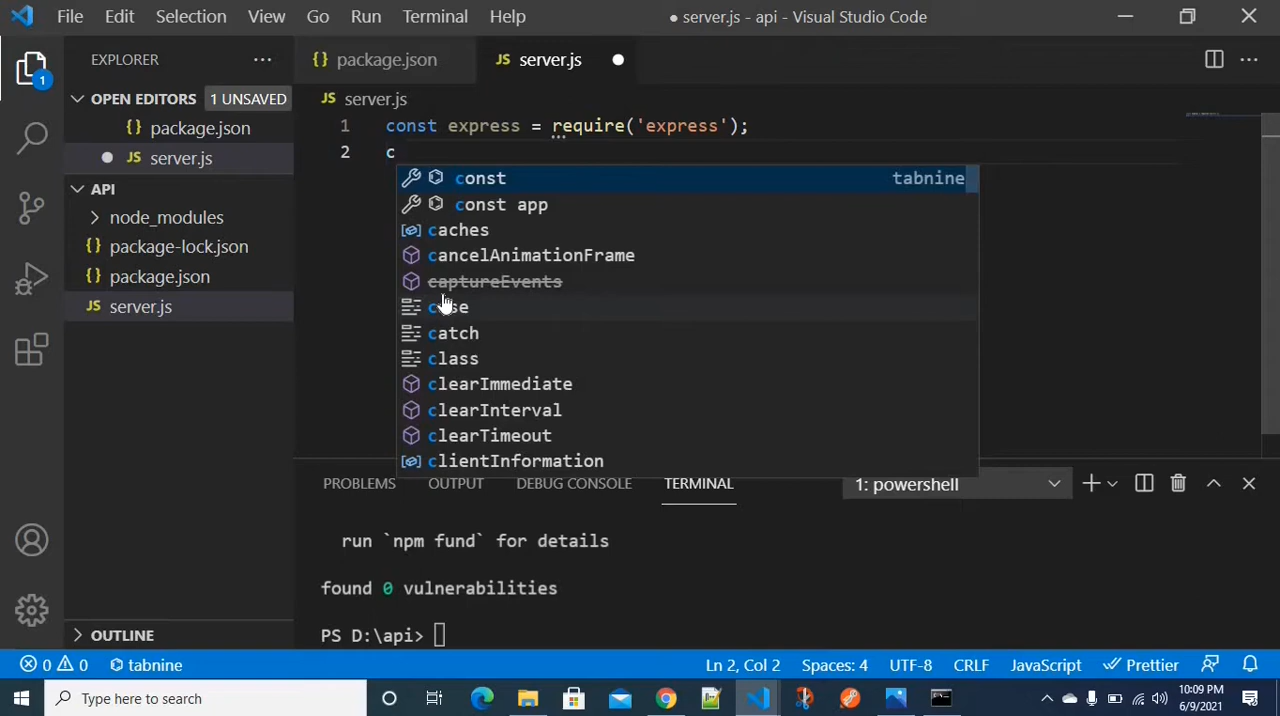 File Edit Selection View Go Run Terminal Help ● server.js - api - Visual Studio Code
EXPLORER ...
{} package.json JS server.js
OPEN EDITORS 1 UNSAVED
{} package.json
JS server.js
API
node_modules
{} package-lock.json
{} package.json
JS server.js
OUTLINE
1
JS server.js
1 const express = require('express');
2 c
const tabnine
const app
caches
cancelAnimationFrame
captureEvents
catch
class
clearImmediate
clearInterval
clearTimeout
clientInformation
PROBLEMS OUTPUT DEBUG CONSOLE TERMINAL 1: powershell
run `npm fund` for details
found 0 vulnerabilities
PS D:\api>
0 0 tabnine Ln 2, Col 2 Spaces: 4 UTF-8 CRLF JavaScript Prettier
Type here to search
10:09 PM
6/9/2021